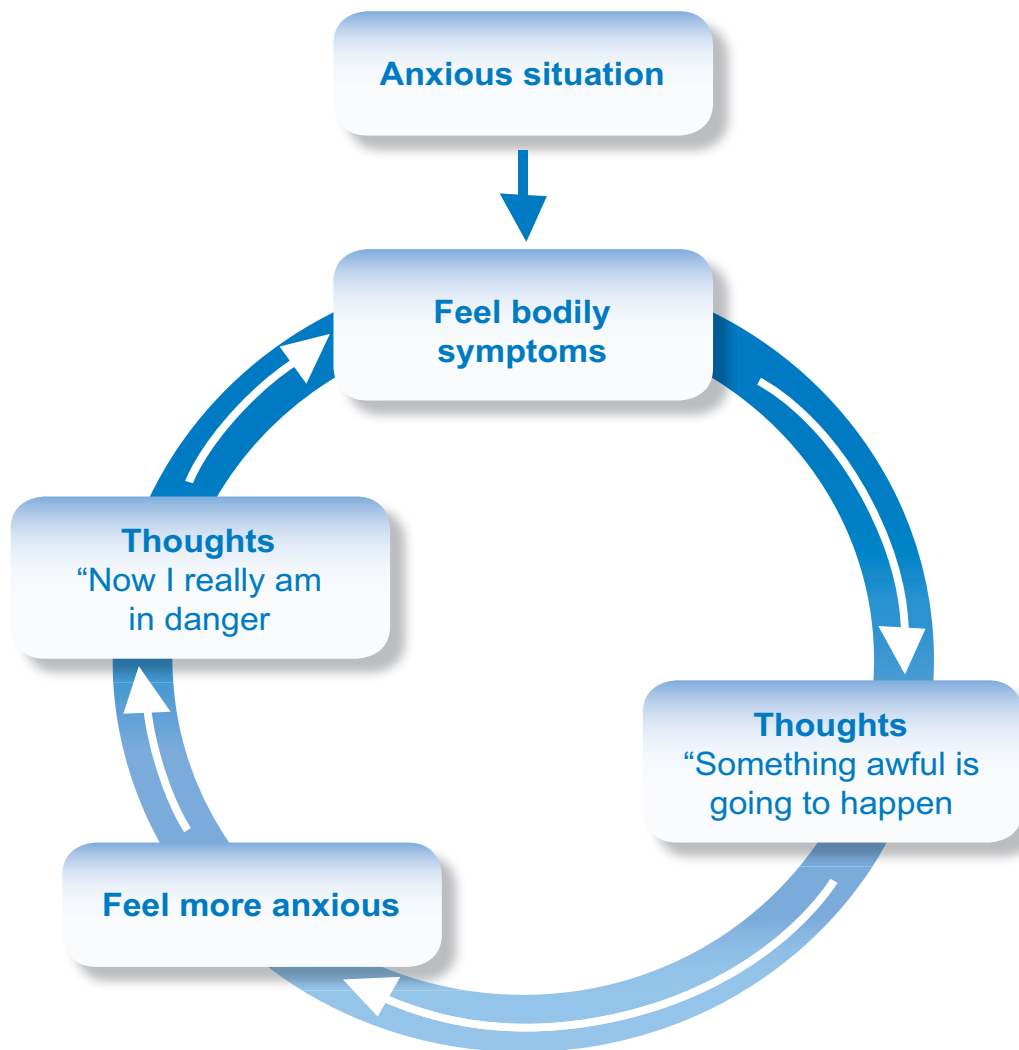 Anxious situation
Feel bodily
symptoms
Thoughts
“Now I really am
in danger
Thoughts
“Something awful is
going to happen
Feel more anxious